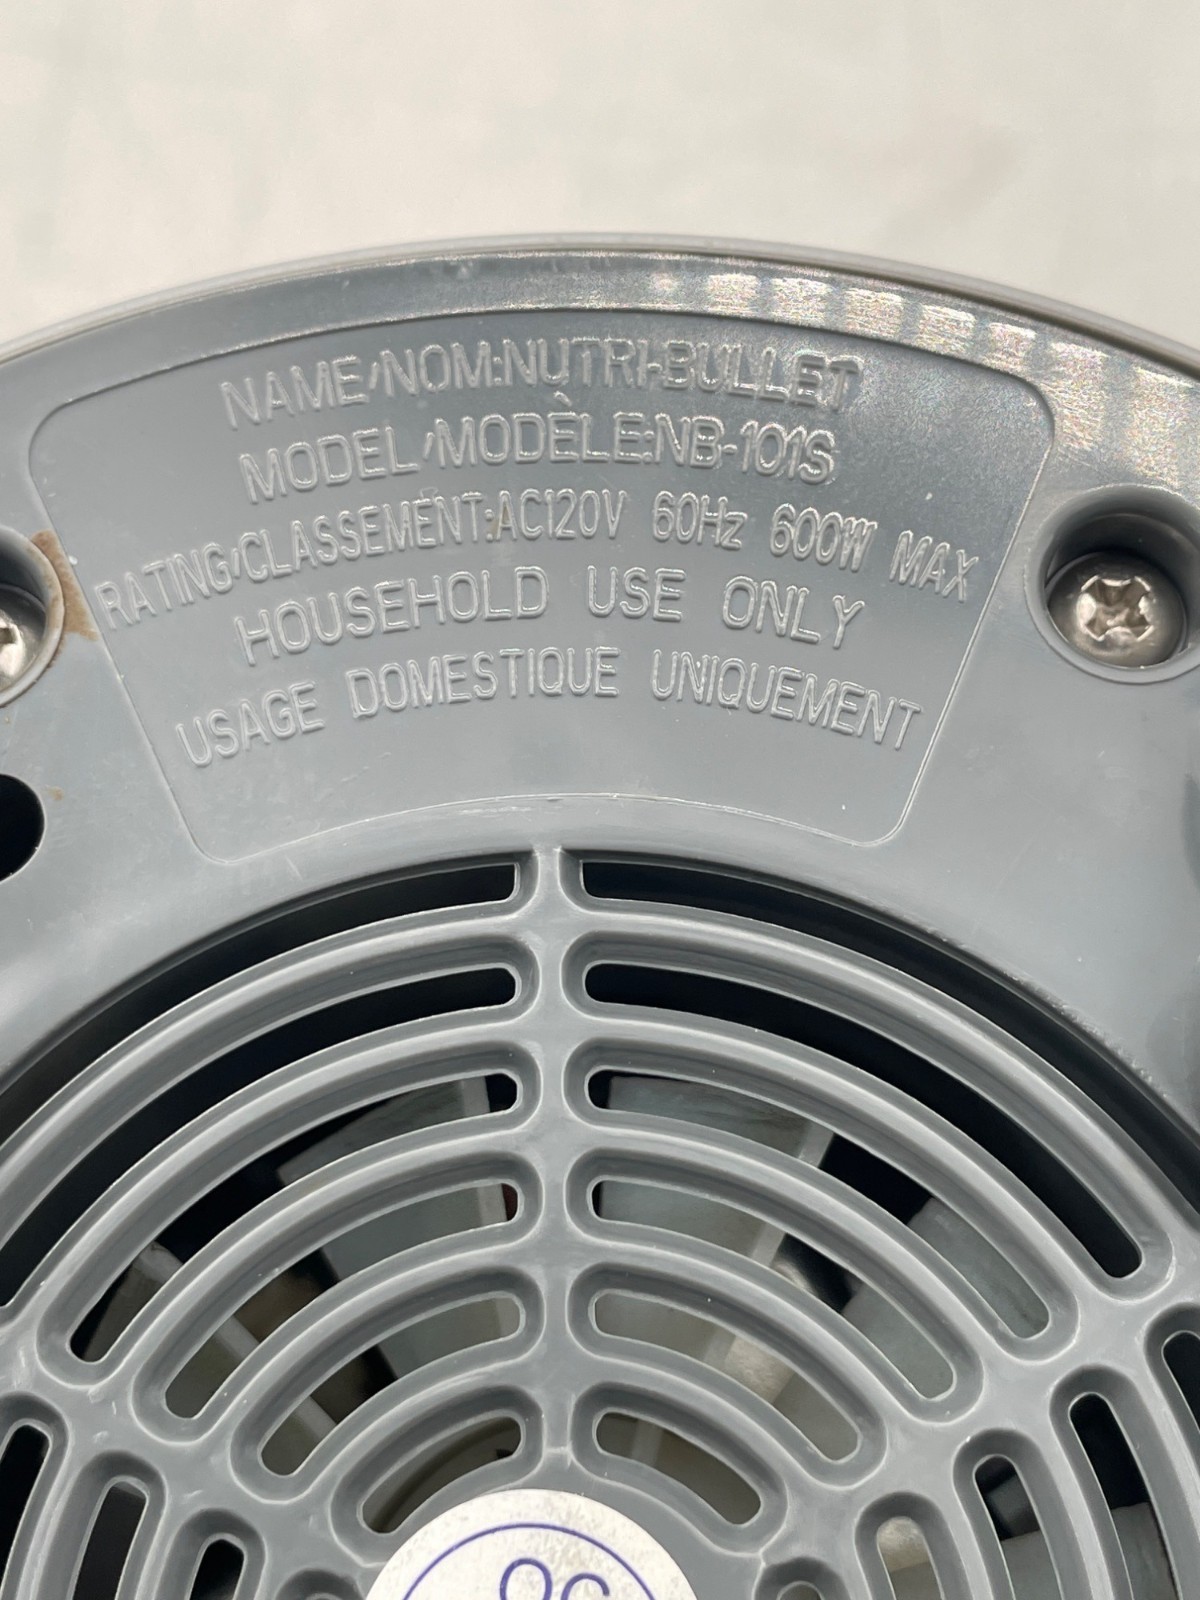 NAME/NOM:NUTRI-BULLET
MODEL/MODÈLE:NB-101S
RATING/CLASSEMENT:AC120V 60Hz 600W MAX
HOUSEHOLD USE ONLY
USAGE DOMESTIQUE UNIQUEMENT